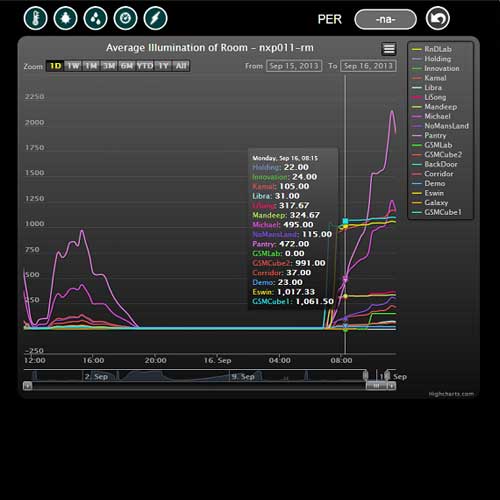 PER -na-
Average Illumination of Room - nxp011-rm
Zoom 1D 1W 1M 3M 6M YTD 1Y All From Sep 15, 2013 To Sep 16, 2013
2250
2000
1750
1500
1250
1000
750
500
250
0
-250
12:00 16:00 20:00 16. Sep 04:00 08:00
Monday, Sep 16, 08:15
Holding: 22.00
Innovation: 24.00
Kamal: 105.00
Libra: 31.00
LiSong: 317.67
Mandeep: 324.67
Michael: 495.00
NoMansLand: 115.00
Pantry: 472.00
GSMLab: 0.00
GSMCube2: 991.00
Corridor: 37.00
Demo: 23.00
Eswin: 1,017.33
GSMCube1: 1,061.50
RnDLab
Holding
Innovation
Kamal
Libra
LiSong
Mandeep
Michael
NoMansLand
Pantry
GSMLab
GSMCube2
BackDoor
Corridor
Demo
Eswin
Galaxy
GSMCube1
2. Sep 9. Sep Sep
Highcharts.com